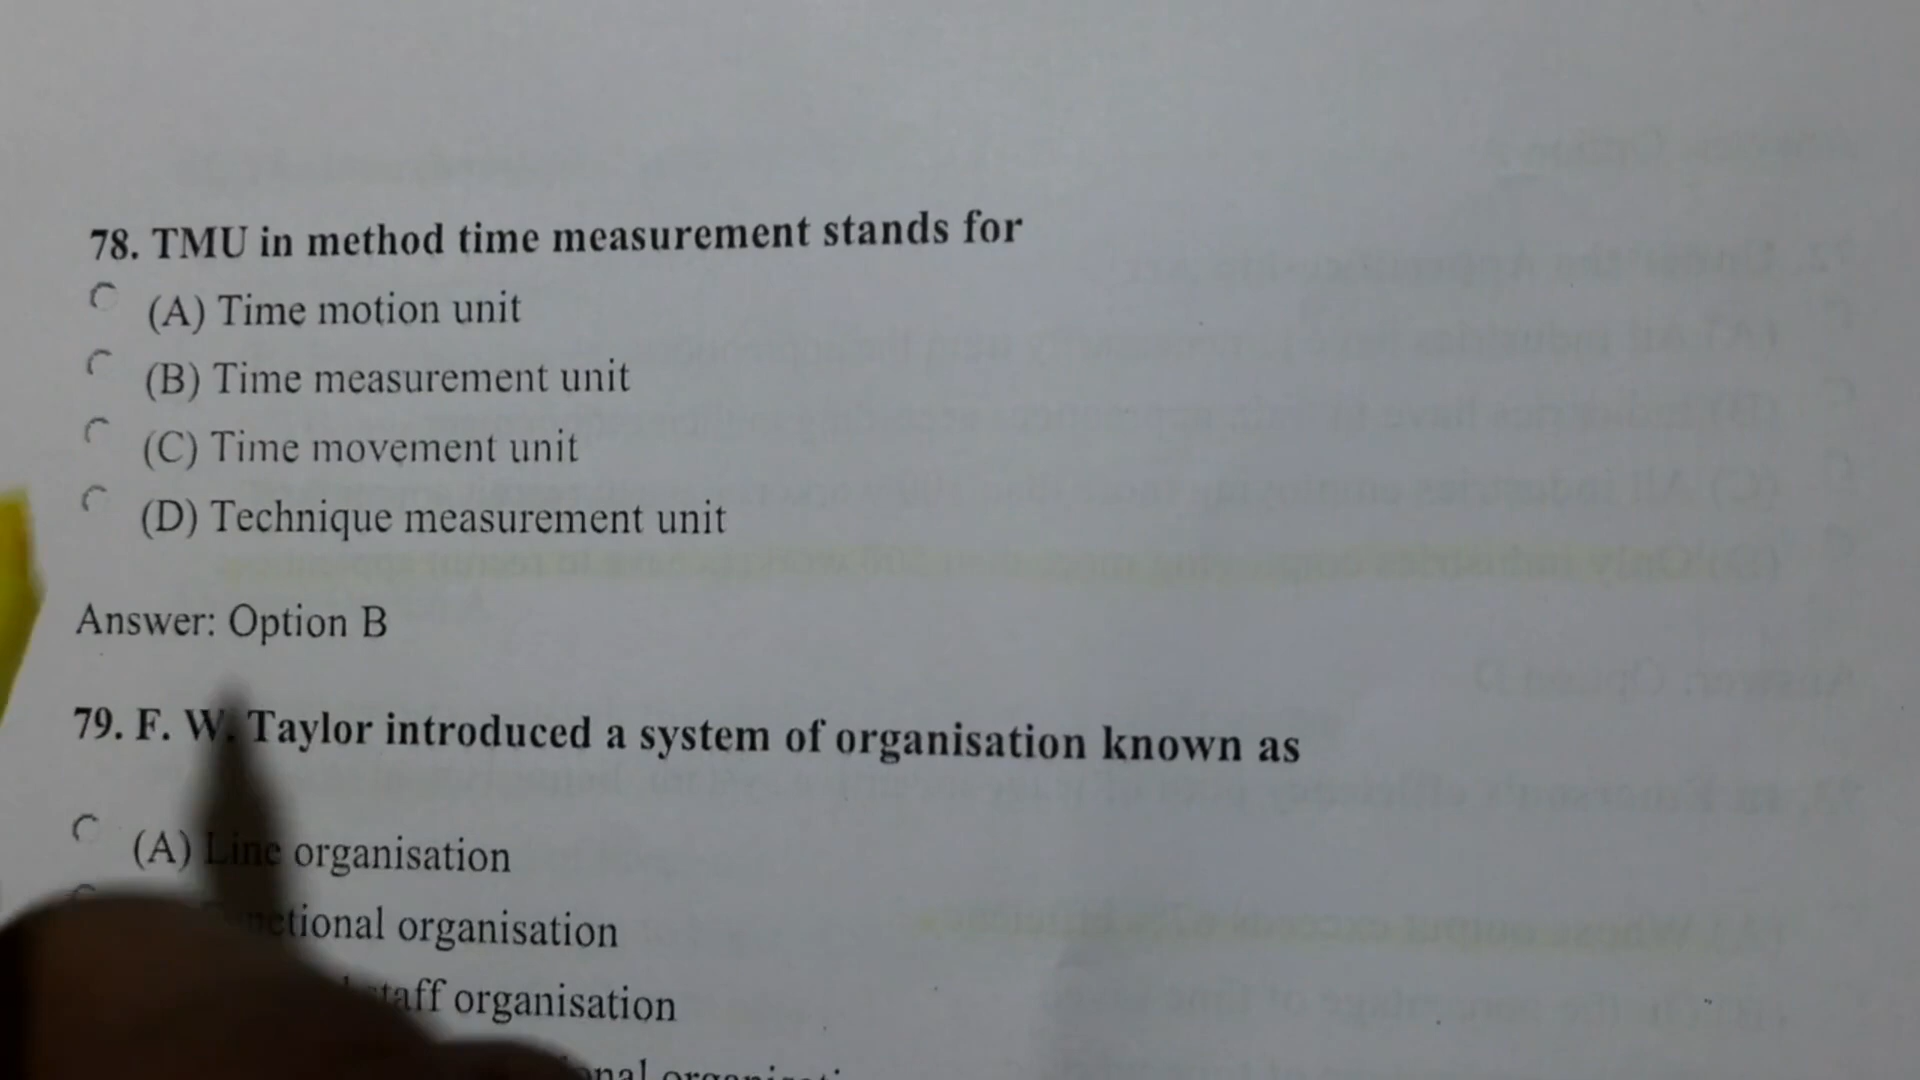 78. TMU in method time measurement stands for
(A) Time motion unit
(B) Time measurement unit
(C) Time movement unit
(D) Technique measurement unit
Answer: Option B
79. F. W. Taylor introduced a system of organisation known as
(A) Line organisation
organisation
organisation